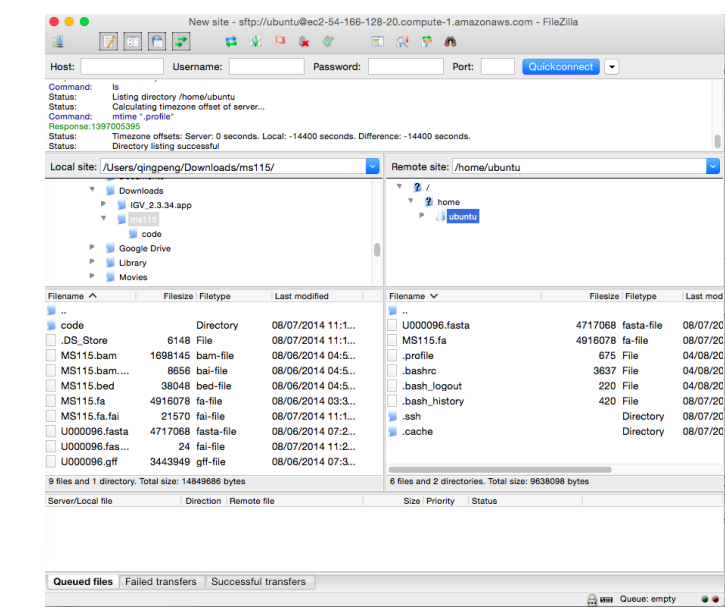 New site - sftp://ubuntu@ec2-54-166-128-20.compute-1.amazonaws.com - FileZilla
Host: Username: Password: Port: Quickconnect
Command: ls
Status: Listing directory /home/ubuntu
Status: Calculating timezone offset of server...
Command: mtime ".profile"
Response:1397005395
Status: Timezone offsets: Server: 0 seconds. Local: -14400 seconds. Difference: -14400 seconds.
Status: Directory listing successful
Local site: /Users/qingpeng/Downloads/ms115/
Remote site: /home/ubuntu
Documents
Downloads
IGV_2.3.34.app
ms115
code
Google Drive
Library
Movies
/
home
ubuntu
Filename Filesize Filetype Last modified
..
code Directory 08/07/2014 11:1...
.DS_Store 6148 File 08/07/2014 11:1...
MS115.bam 1698145 bam-file 08/06/2014 04:5...
MS115.bam.... 8656 bai-file 08/06/2014 04:5...
MS115.bed 38048 bed-file 08/06/2014 04:5...
MS115.fa 4916078 fa-file 08/06/2014 03:3...
MS115.fa.fai 21570 fai-file 08/07/2014 11:1...
U000096.fasta 4717068 fasta-file 08/06/2014 07:2...
U000096.fas... 24 fai-file 08/07/2014 11:2...
U000096.gff 3443949 gff-file 08/06/2014 07:3...
9 files and 1 directory. Total size: 14849686 bytes
Filename Filesize Filetype Last mod
..
U000096.fasta 4717068 fasta-file 08/07/20
MS115.fa 4916078 fa-file 08/07/20
.profile 675 File 04/08/20
.bashrc 3637 File 04/08/20
.bash_logout 220 File 04/08/20
.bash_history 420 File 08/07/20
.ssh Directory 08/07/20
.cache Directory 08/07/20
6 files and 2 directories. Total size: 9638098 bytes
Server/Local file Direction Remote file Size Priority Status
Queued files Failed transfers Successful transfers
Queue: empty